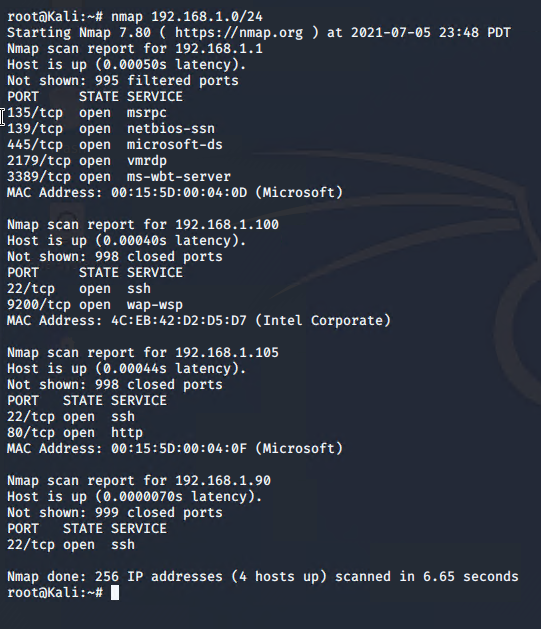 root@Kali:~# nmap 192.168.1.0/24
Starting Nmap 7.80 ( https://nmap.org ) at 2021-07-05 23:48 PDT
Nmap scan report for 192.168.1.1
Host is up (0.00050s latency).
Not shown: 995 filtered ports
PORT     STATE SERVICE
135/tcp  open  msrpc
139/tcp  open  netbios-ssn
445/tcp  open  microsoft-ds
2179/tcp open  vmrdp
3389/tcp open  ms-wbt-server
MAC Address: 00:15:5D:00:04:0D (Microsoft)

Nmap scan report for 192.168.1.100
Host is up (0.00040s latency).
Not shown: 998 closed ports
PORT     STATE SERVICE
22/tcp   open  ssh
9200/tcp open  wap-wsp
MAC Address: 4C:EB:42:D2:D5:D7 (Intel Corporate)

Nmap scan report for 192.168.1.105
Host is up (0.00044s latency).
Not shown: 998 closed ports
PORT   STATE SERVICE
22/tcp open  ssh
80/tcp open  http
MAC Address: 00:15:5D:00:04:0F (Microsoft)

Nmap scan report for 192.168.1.90
Host is up (0.0000070s latency).
Not shown: 999 closed ports
PORT   STATE SERVICE
22/tcp open  ssh

Nmap done: 256 IP addresses (4 hosts up) scanned in 6.65 seconds
root@Kali:~#